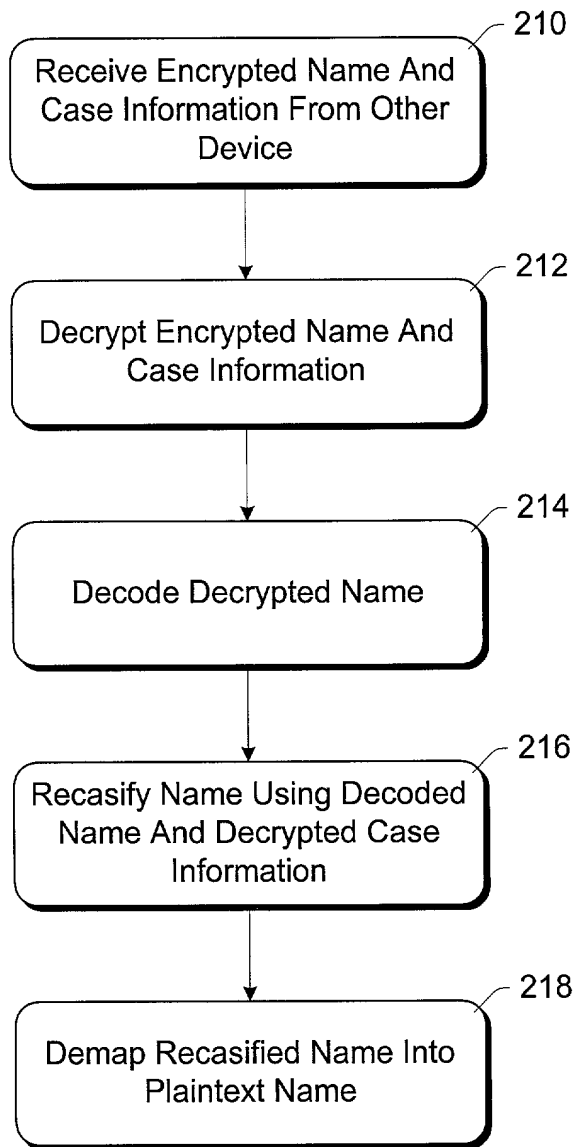 210
Receive Encrypted Name And
Case Information From Other
Device
212
Decrypt Encrypted Name And
Case Information
214
Decode Decrypted Name
216
Recasify Name Using Decoded
Name And Decrypted Case
Information
218
Demap Recasified Name Into
Plaintext Name